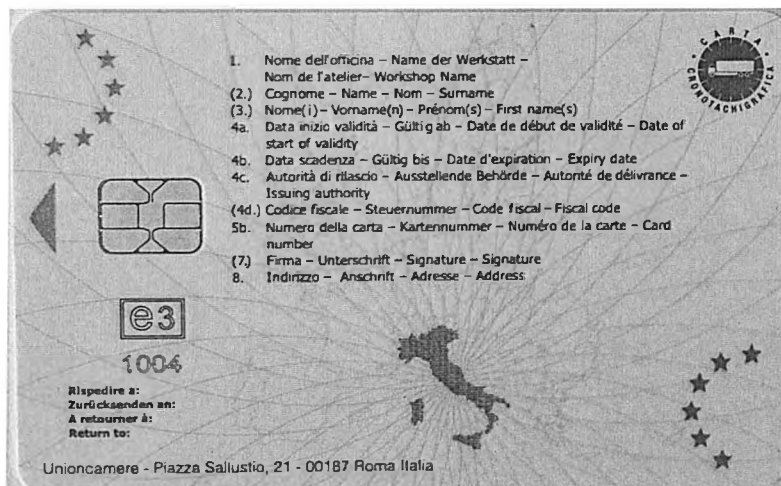 1. Nome dell'officina – Name der Werkstatt –
Nom de l'atelier– Workshop Name
(2.) Cognome – Name – Nom – Surname
(3.) Nome(i)– Vorname(n) – Prénom(s) – First name(s)
4a. Data inizio validità – Gültig ab – Date de début de validité – Date of
start of validity
4b. Data scadenza – Gültig bis – Date d'expiration – Expiry date
4c. Autorità di rilascio – Ausstellende Behörde – Autorité de délivrance –
Issuing authority
(4d.) Codice fiscale – Steuernummer – Code fiscal – Fiscal code
5b. Numero della carta – Kartennummer – Numéro de la carte – Card
number
(7.) Firma – Unterschrift – Signature – Signature
8. Indirizzo – Anschrift – Adresse – Address
CARTA
CRONOTACHIGRAFICA
e3
1004
Rispedire a:
Zurücksenden an:
A retourner à:
Return to:
Unioncamere - Piazza Sallustio, 21 - 00187 Roma Italia